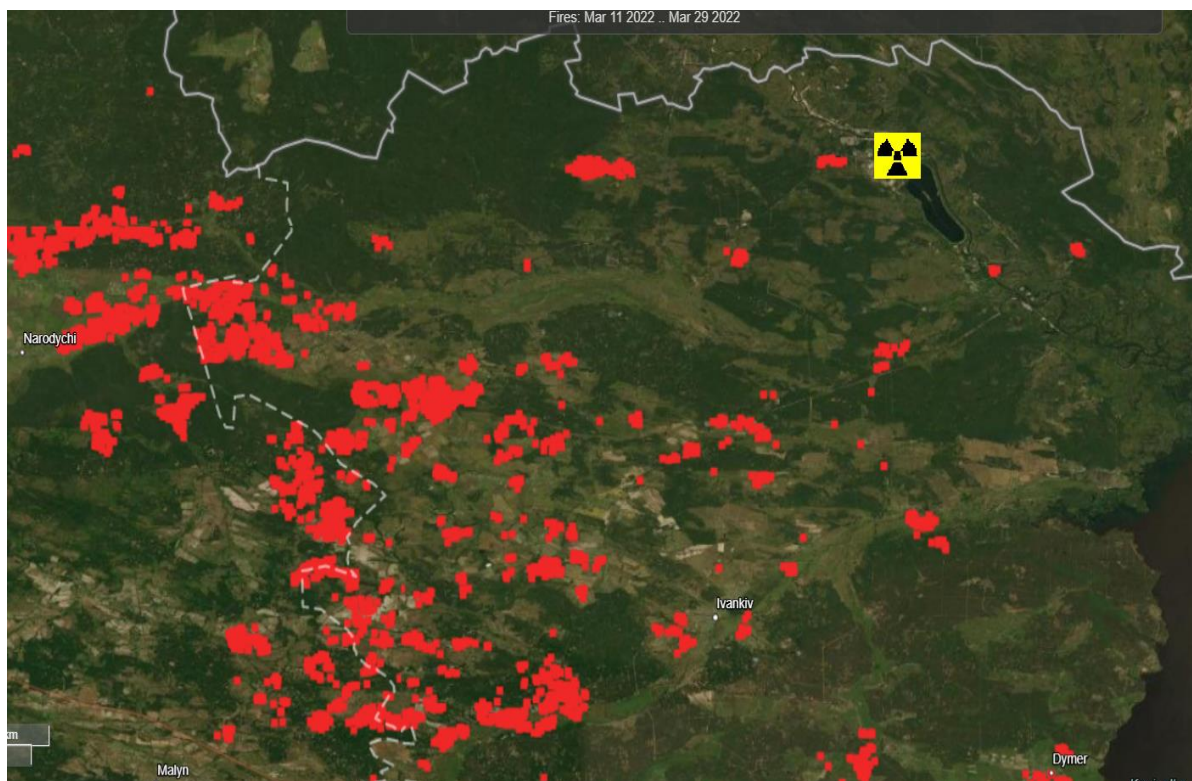 Fires: Mar 11 2022 .. Mar 29 2022
Narodychi
Ivankiv
km
Dymer
Malyn